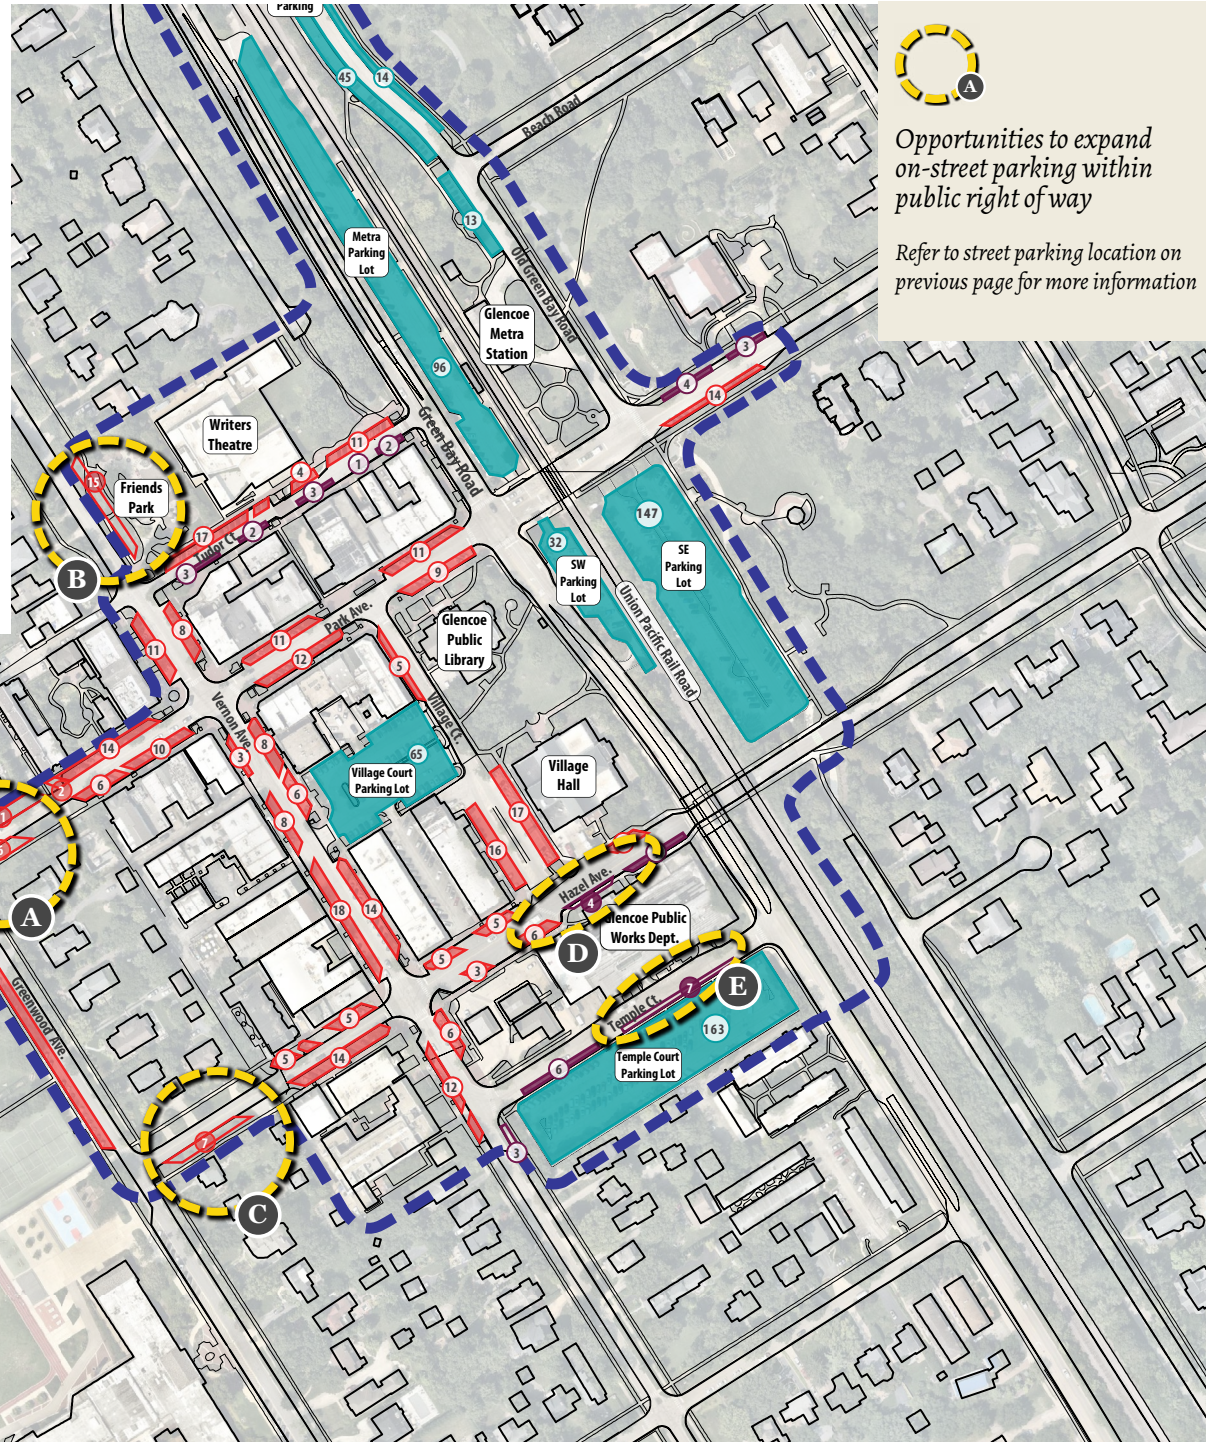 Parking
45
14
A
Opportunities to expand
on-street parking within
public right of way
Refer to street parking location on
previous page for more information
Beach Road
13
Old Green Bay Road
Metra
Parking
Lot
Glencoe
Metra
Station
96
3
4
14
Green Bay Road
Writers
Theatre
11
2
1
4
3
15
Friends
Park
17
2
Tudor Ct.
3
B
147
32
SW
Parking
Lot
SE
Parking
Lot
Union Pacific Rail Road
11
9
Park Ave.
Glencoe
Public
Library
8
11
11
12
5
Village Ct.
Vernon Ave.
14
10
3
8
2
6
6
8
65
Village Court
Parking Lot
Village
Hall
17
16
A
Hazel Ave.
4
Glencoe Public
Works Dept.
D
18
14
5
6
5
3
7
E
Temple Ct.
163
Temple Court
Parking Lot
Greenwood Ave.
5
6
5
14
12
6
3
7
C